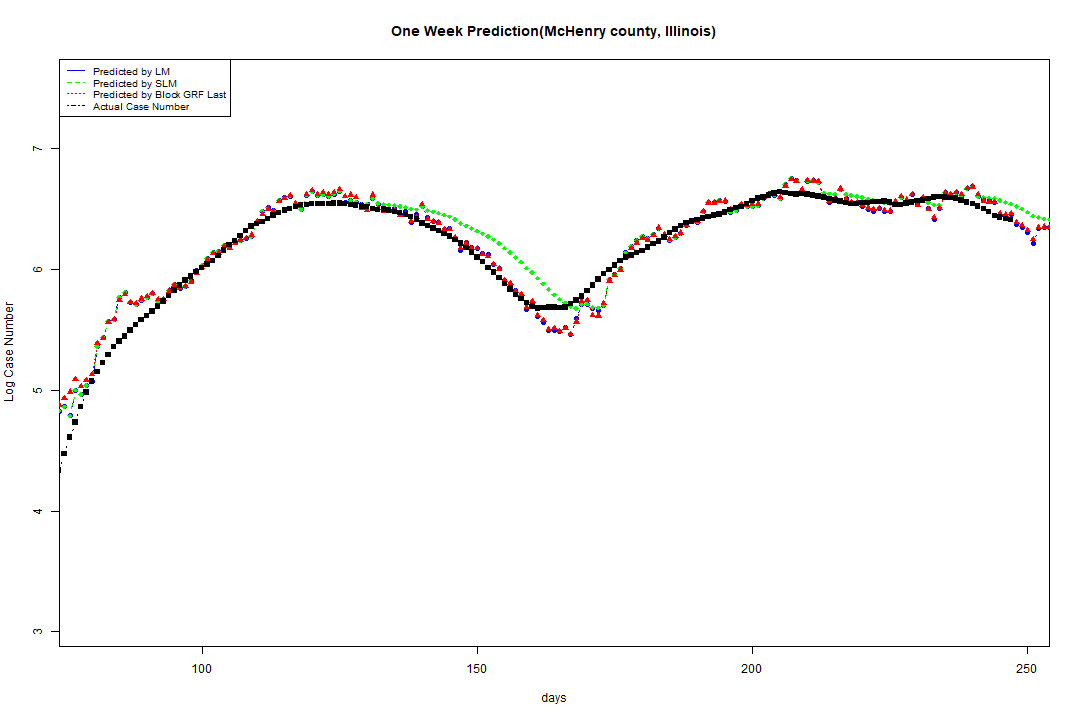 One Week Prediction(McHenry county, Illinois)
Predicted by LM
Predicted by SLM
Predicted by Block GRF Last
Actual Case Number
7
6
5
4
3
Log Case Number
100 150 200 250
days